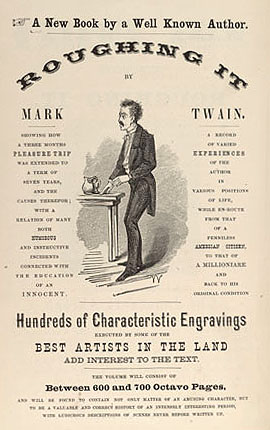 A New Book by a Well Known Author.
ROUGHING IT
BY
MARK TWAIN.
SHOWING HOW
A THREE MONTHS
PLEASURE TRIP
WAS EXTENDED TO
A TERM OF
SEVEN YEARS,
AND THE
CAUSES THEREFOR;
WITH A
RELATION OF MANY
BOTH
HUMEROUS
AND INSTRUCTIVE
INCIDENTS
CONNECTED WITH
THE EDUCATION
OF AN
INNOCENT.
A RECORD
OF VARIED
EXPERIENCES
OF THE
AUTHOR
IN
VARIOUS POSITIONS
OF LIFE,
WHILE EN-ROUTE
FROM THAT
OF A
PENNILESS
AMERICAN CITIZEN,
TO THAT OF
A MILLIONARE
AND
BACK TO HIS
ORIGINAL CONDITION
Hundreds of Characteristic Engravings
EXECUTED BY SOME OF THE
BEST ARTISTS IN THE LAND
ADD INTEREST TO THE TEXT.
THE VOLUME WILL CONSIST OF
Between 600 and 700 Octavo Pages,
AND WILL BE FOUND TO CONTAIN NOT ONLY MATTER OF AN AMUSING CHARACTER, BUT
TO BE A VALUABLE AND CORRECT HISTORY OF AN INTENSELY INTERESTING PERIOD,
WITH LUDICROUS DESCRIPTIONS OF SCENES NEVER BEFORE WRITTEN UP.